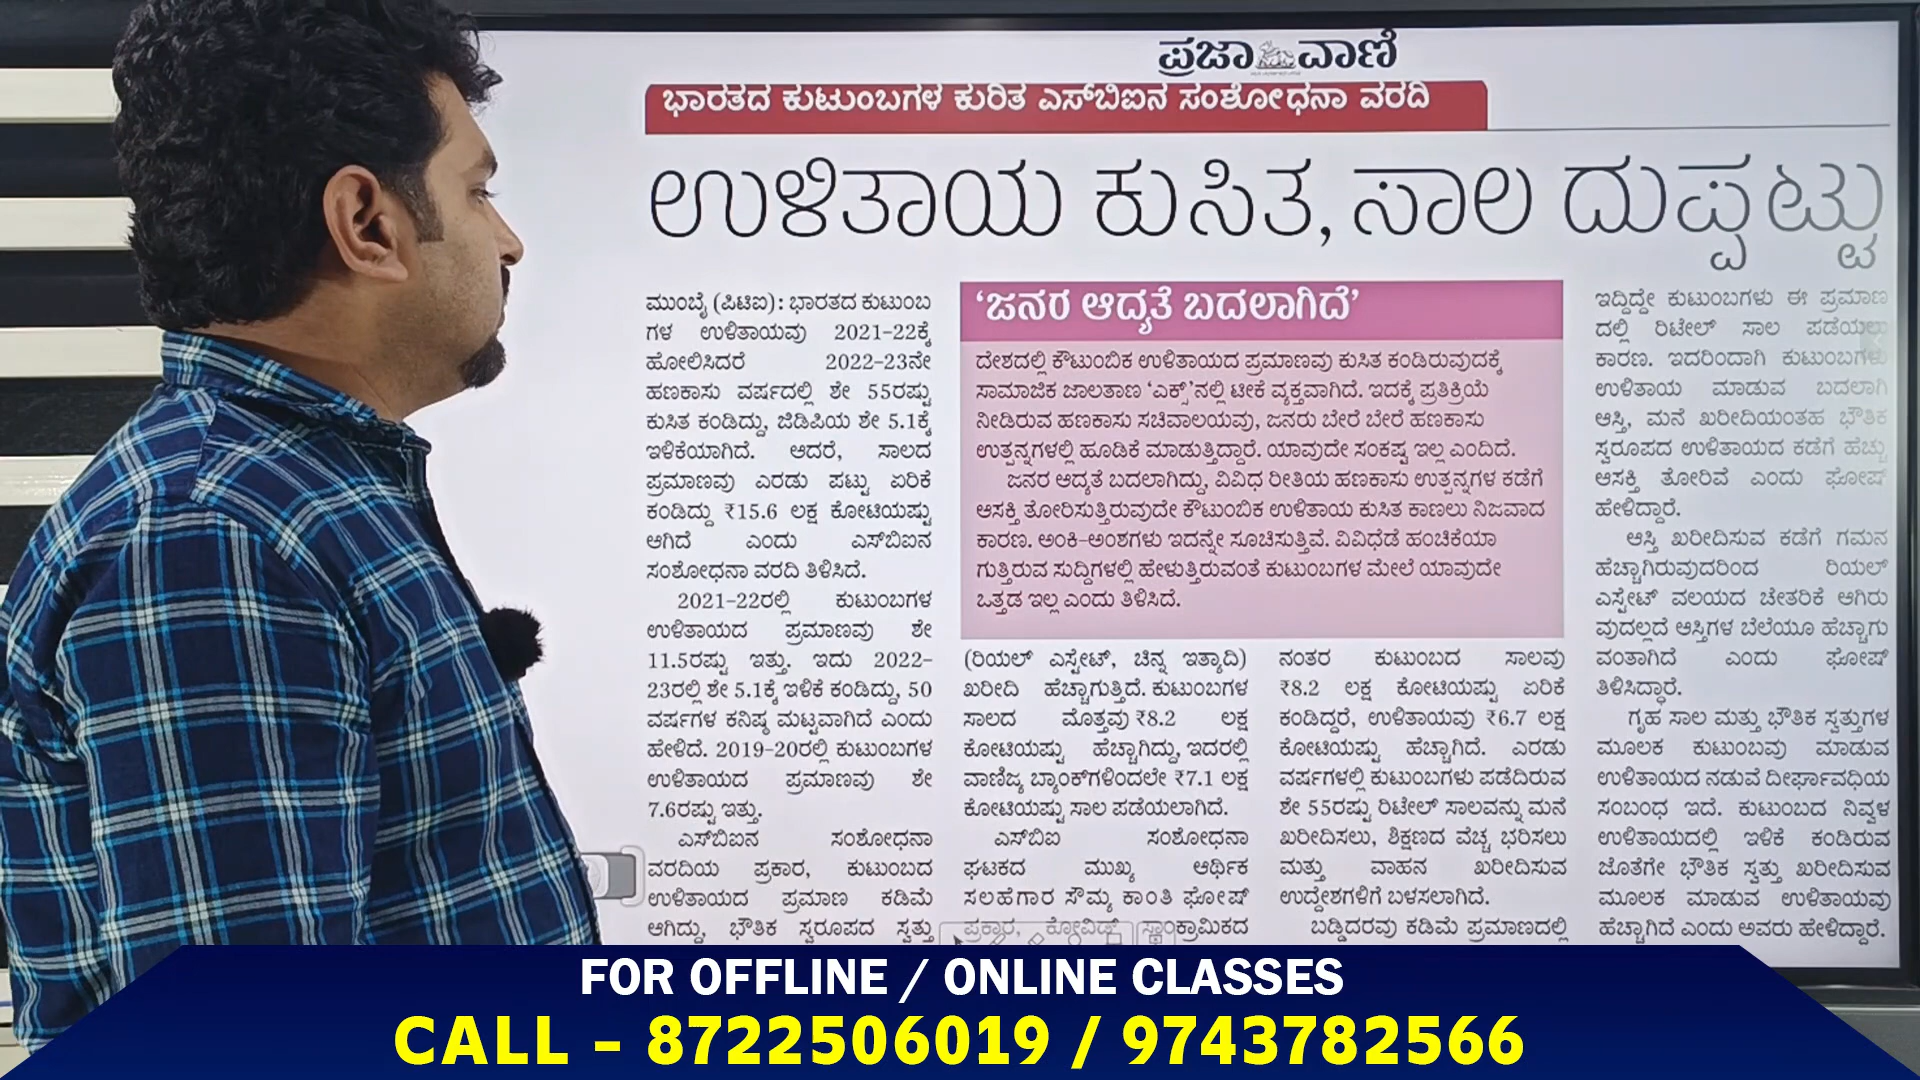 ಪ್ರಜಾವಾಣಿ
ಭಾರತದ ಕುಟುಂಬಗಳ ಕುರಿತ ಎಸ್‌ಬಿಐನ ಸಂಶೋಧನಾ ವರದಿ
ಉಳಿತಾಯ ಕುಸಿತ, ಸಾಲ ದುಪ್ಪಟ್ಟು
ಮುಂಬೈ (ಪಿಟಿಐ): ಭಾರತದ ಕುಟುಂಬ
ಗಳ ಉಳಿತಾಯವು 2021–22ಕ್ಕೆ
ಹೋಲಿಸಿದರೆ 2022–23ನೇ
ಹಣಕಾಸು ವರ್ಷದಲ್ಲಿ ಶೇ 55ರಷ್ಟು
ಕುಸಿತ ಕಂಡಿದ್ದು, ಜಿಡಿಪಿಯ ಶೇ 5.1ಕ್ಕೆ
ಇಳಿಕೆಯಾಗಿದೆ. ಆದರೆ, ಸಾಲದ
ಪ್ರಮಾಣವು ಎರಡು ಪಟ್ಟು ಏರಿಕೆ
ಕಂಡಿದ್ದು ₹15.6 ಲಕ್ಷ ಕೋಟಿಯಷ್ಟು
ಆಗಿದೆ ಎಂದು ಎಸ್‌ಬಿಐನ
ಸಂಶೋಧನಾ ವರದಿ ತಿಳಿಸಿದೆ.
2021–22ರಲ್ಲಿ ಕುಟುಂಬಗಳ
ಉಳಿತಾಯದ ಪ್ರಮಾಣವು ಶೇ
11.5ರಷ್ಟು ಇತ್ತು. ಇದು 2022–
23ರಲ್ಲಿ ಶೇ 5.1ಕ್ಕೆ ಇಳಿಕೆ ಕಂಡಿದ್ದು, 50
ವರ್ಷಗಳ ಕನಿಷ್ಠ ಮಟ್ಟವಾಗಿದೆ ಎಂದು
ಹೇಳಿದೆ. 2019–20ರಲ್ಲಿ ಕುಟುಂಬಗಳ
ಉಳಿತಾಯದ ಪ್ರಮಾಣವು ಶೇ
7.6ರಷ್ಟು ಇತ್ತು.
ಎಸ್‌ಬಿಐನ ಸಂಶೋಧನಾ
ವರದಿಯ ಪ್ರಕಾರ, ಕುಟುಂಬದ
ಉಳಿತಾಯದ ಪ್ರಮಾಣ ಕಡಿಮೆ
ಆಗಿದ್ದು, ಭೌತಿಕ ಸ್ವರೂಪದ ಸ್ವತ್ತು
‘ಜನರ ಆದ್ಯತೆ ಬದಲಾಗಿದೆ’
ದೇಶದಲ್ಲಿ ಕೌಟುಂಬಿಕ ಉಳಿತಾಯದ ಪ್ರಮಾಣವು ಕುಸಿತ ಕಂಡಿರುವುದಕ್ಕೆ
ಸಾಮಾಜಿಕ ಜಾಲತಾಣ ‘ಎಕ್ಸ್‌’ನಲ್ಲಿ ಟೀಕೆ ವ್ಯಕ್ತವಾಗಿದೆ. ಇದಕ್ಕೆ ಪ್ರತಿಕ್ರಿಯೆ
ನೀಡಿರುವ ಹಣಕಾಸು ಸಚಿವಾಲಯವು, ಜನರು ಬೇರೆ ಬೇರೆ ಹಣಕಾಸು
ಉತ್ಪನ್ನಗಳಲ್ಲಿ ಹೂಡಿಕೆ ಮಾಡುತ್ತಿದ್ದಾರೆ. ಯಾವುದೇ ಸಂಕಷ್ಟ ಇಲ್ಲ ಎಂದಿದೆ.
ಜನರ ಆದ್ಯತೆ ಬದಲಾಗಿದ್ದು, ವಿವಿಧ ರೀತಿಯ ಹಣಕಾಸು ಉತ್ಪನ್ನಗಳ ಕಡೆಗೆ
ಆಸಕ್ತಿ ತೋರಿಸುತ್ತಿರುವುದೇ ಕೌಟುಂಬಿಕ ಉಳಿತಾಯ ಕುಸಿತ ಕಾಣಲು ನಿಜವಾದ
ಕಾರಣ. ಅಂಕಿ–ಅಂಶಗಳು ಇದನ್ನೇ ಸೂಚಿಸುತ್ತಿವೆ. ವಿವಿಧೆಡೆ ಹಂಚಿಕೆಯಾ
ಗುತ್ತಿರುವ ಸುದ್ದಿಗಳಲ್ಲಿ ಹೇಳುತ್ತಿರುವಂತೆ ಕುಟುಂಬಗಳ ಮೇಲೆ ಯಾವುದೇ
ಒತ್ತಡ ಇಲ್ಲ ಎಂದು ತಿಳಿಸಿದೆ.
(ರಿಯಲ್ ಎಸ್ಟೇಟ್, ಚಿನ್ನ ಇತ್ಯಾದಿ)
ಖರೀದಿ ಹೆಚ್ಚಾಗುತ್ತಿದೆ. ಕುಟುಂಬಗಳ
ಸಾಲದ ಮೊತ್ತವು ₹8.2 ಲಕ್ಷ
ಕೋಟಿಯಷ್ಟು ಹೆಚ್ಚಾಗಿದ್ದು, ಇದರಲ್ಲಿ
ವಾಣಿಜ್ಯ ಬ್ಯಾಂಕ್‌ಗಳಿಂದಲೇ ₹7.1 ಲಕ್ಷ
ಕೋಟಿಯಷ್ಟು ಸಾಲ ಪಡೆಯಲಾಗಿದೆ.
ಎಸ್‌ಬಿಐ ಸಂಶೋಧನಾ
ಘಟಕದ ಮುಖ್ಯ ಆರ್ಥಿಕ
ಸಲಹೆಗಾರ ಸೌಮ್ಯ ಕಾಂತಿ ಘೋಷ್
ಪ್ರಕಾರ, ಕೋವಿಡ್ ಸಾಂಕ್ರಾಮಿಕದ
ನಂತರ ಕುಟುಂಬದ ಸಾಲವು
₹8.2 ಲಕ್ಷ ಕೋಟಿಯಷ್ಟು ಏರಿಕೆ
ಕಂಡಿದ್ದರೆ, ಉಳಿತಾಯವು ₹6.7 ಲಕ್ಷ
ಕೋಟಿಯಷ್ಟು ಹೆಚ್ಚಾಗಿದೆ. ಎರಡು
ವರ್ಷಗಳಲ್ಲಿ ಕುಟುಂಬಗಳು ಪಡೆದಿರುವ
ಶೇ 55ರಷ್ಟು ರಿಟೇಲ್ ಸಾಲವನ್ನು ಮನೆ
ಖರೀದಿಸಲು, ಶಿಕ್ಷಣದ ವೆಚ್ಚ ಭರಿಸಲು
ಮತ್ತು ವಾಹನ ಖರೀದಿಸುವ
ಉದ್ದೇಶಗಳಿಗೆ ಬಳಸಲಾಗಿದೆ.
ಬಡ್ಡಿದರವು ಕಡಿಮೆ ಪ್ರಮಾಣದಲ್ಲಿ
ಇದ್ದಿದ್ದೇ ಕುಟುಂಬಗಳು ಈ ಪ್ರಮಾಣ
ದಲ್ಲಿ ರಿಟೇಲ್ ಸಾಲ ಪಡೆಯಲು
ಕಾರಣ. ಇದರಿಂದಾಗಿ ಕುಟುಂಬಗಳು
ಉಳಿತಾಯ ಮಾಡುವ ಬದಲಾಗಿ
ಆಸ್ತಿ, ಮನೆ ಖರೀದಿಯಂತಹ ಭೌತಿಕ
ಸ್ವರೂಪದ ಉಳಿತಾಯದ ಕಡೆಗೆ ಹೆಚ್ಚು
ಆಸಕ್ತಿ ತೋರಿವೆ ಎಂದು ಘೋಷ್
ಹೇಳಿದ್ದಾರೆ.
ಆಸ್ತಿ ಖರೀದಿಸುವ ಕಡೆಗೆ ಗಮನ
ಹೆಚ್ಚಾಗಿರುವುದರಿಂದ ರಿಯಲ್
ಎಸ್ಟೇಟ್ ವಲಯದ ಚೇತರಿಕೆ ಆಗಿರು
ವುದಲ್ಲದೆ ಆಸ್ತಿಗಳ ಬೆಲೆಯೂ ಹೆಚ್ಚಾಗು
ವಂತಾಗಿದೆ ಎಂದು ಘೋಷ್
ತಿಳಿಸಿದ್ಧಾರೆ.
ಗೃಹ ಸಾಲ ಮತ್ತು ಭೌತಿಕ ಸ್ವತ್ತುಗಳ
ಮೂಲಕ ಕುಟುಂಬವು ಮಾಡುವ
ಉಳಿತಾಯದ ನಡುವೆ ದೀರ್ಘಾವಧಿಯ
ಸಂಬಂಧ ಇದೆ. ಕುಟುಂಬದ ನಿವ್ವಳ
ಉಳಿತಾಯದಲ್ಲಿ ಇಳಿಕೆ ಕಂಡಿರುವ
ಜೊತೆಗೇ ಭೌತಿಕ ಸ್ವತ್ತು ಖರೀದಿಸುವ
ಮೂಲಕ ಮಾಡುವ ಉಳಿತಾಯವು
ಹೆಚ್ಚಾಗಿದೆ ಎಂದು ಅವರು ಹೇಳಿದ್ದಾರೆ.
FOR OFFLINE / ONLINE CLASSES
CALL – 8722506019 / 9743782566